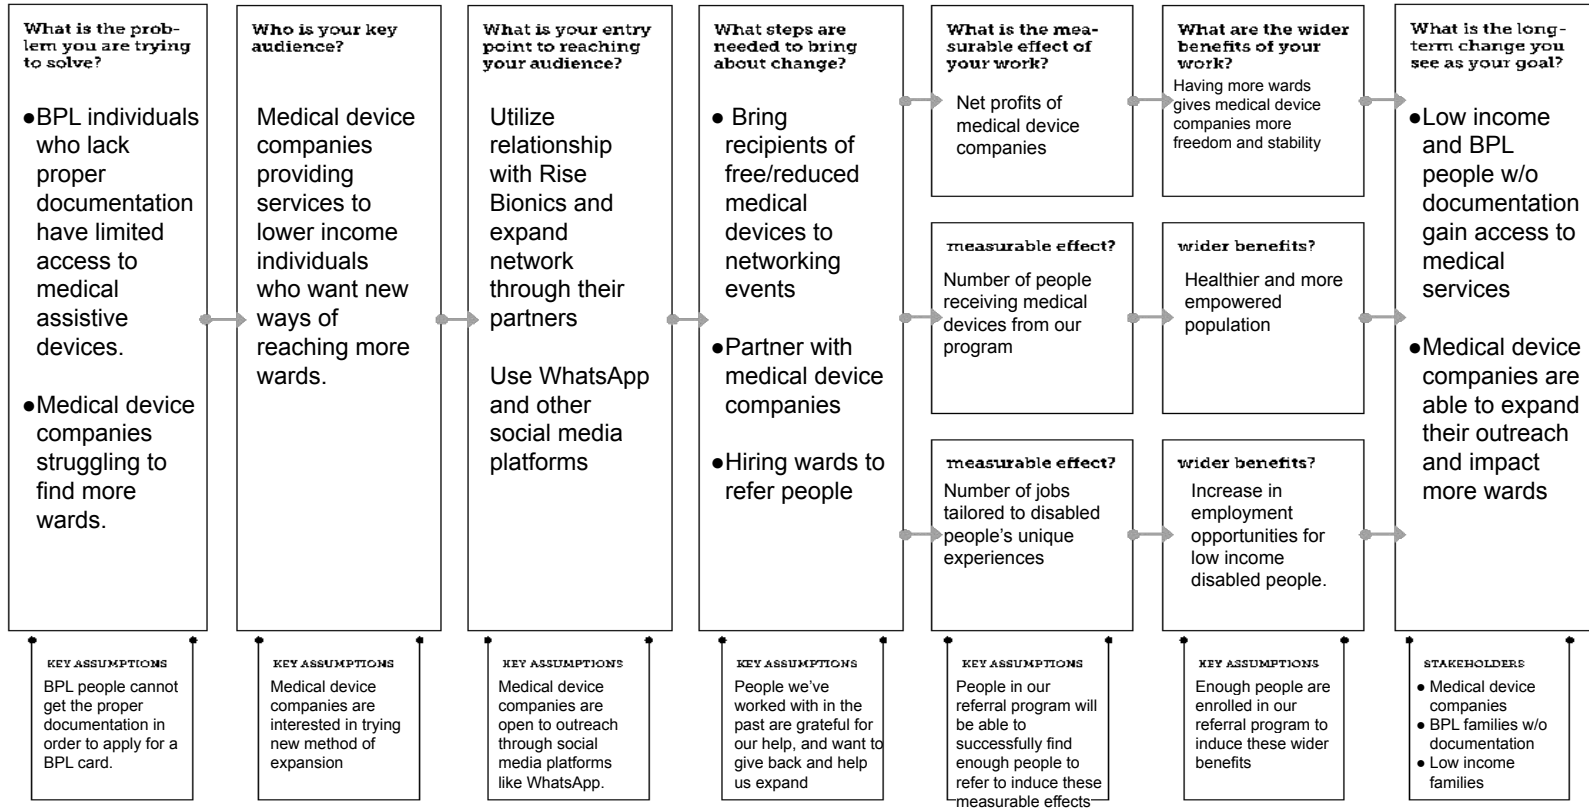 What is the prob-
lem you are trying
to solve?
●BPL individuals
who lack
proper
documentation
have limited
access to
medical
assistive
devices.
●Medical device
companies
struggling to
find more
wards.
Who is your key
audience?
Medical device
companies
providing
services to
lower income
individuals
who want new
ways of
reaching more
wards.
What is your entry
point to reaching
your audience?
Utilize
relationship
with Rise
Bionics and
expand
network
through their
partners
Use WhatsApp
and other
social media
platforms
What steps are
needed to bring
about change?
● Bring
recipients of
free/reduced
medical
devices to
networking
events
●Partner with
medical device
companies
●Hiring wards to
refer people
What is the mea-
surable effect of
your work?
Net profits of
medical device
companies
measurable effect?
Number of people
receiving medical
devices from our
program
measurable effect?
Number of jobs
tailored to disabled
people's unique
experiences
What are the wider
benefits of your
work?
Having more wards
gives medical device
companies more
freedom and stability
wider benefits?
Healthier and more
empowered
population
wider benefits?
Increase in
employment
opportunities for
low income
disabled people.
What is the long-
term change you
see as your goal?
●Low income
and BPL
people w/o
documentation
gain access to
medical
services
●Medical device
companies are
able to expand
their outreach
and impact
more wards
KEY ASSUMPTIONS
BPL people cannot
get the proper
documentation in
order to apply for a
BPL card.
KEY ASSUMPTIONS
Medical device
companies are
interested in trying
new method of
expansion
KEY ASSUMPTIONS
Medical device
companies are
open to outreach
through social
media platforms
like WhatsApp.
KEY ASSUMPTIONS
People we've
worked with in the
past are grateful for
our help, and want to
give back and help
us expand
KEY ASSUMPTIONS
People in our
referral program will
be able to
successfully find
enough people to
refer to induce these
measurable effects
KEY ASSUMPTIONS
Enough people are
enrolled in our
referral program to
induce these wider
benefits
STAKEHOLDERS
● Medical device
companies
● BPL families w/o
documentation
● Low income
families